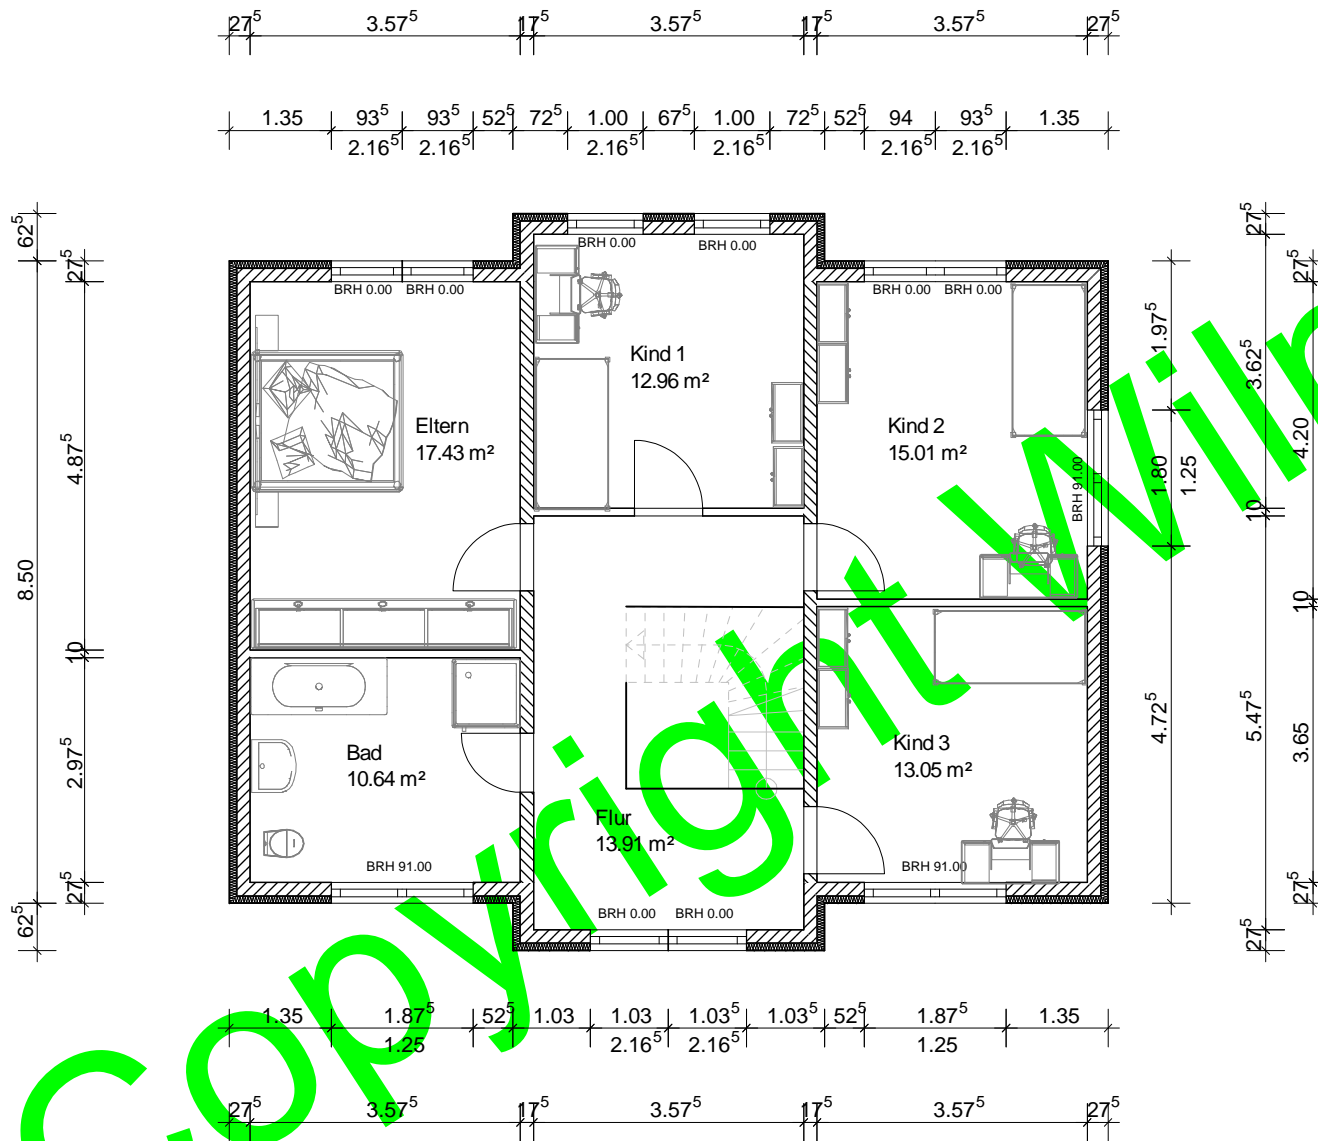 27⁵ 3.57⁵ 17⁵ 3.57⁵ 17⁵ 3.57⁵ 27⁵
1.35 93⁵ 93⁵ 52⁵ 72⁵ 1.00 67⁵ 1.00 72⁵ 52⁵ 94 93⁵ 1.35
2.16⁵ 2.16⁵ 2.16⁵ 2.16⁵ 2.16⁵ 2.16⁵
62⁵
8.50
62⁵
27⁵
4.87⁵
10
2.97⁵
27⁵
BRH 0.00 BRH 0.00
BRH 0.00 BRH 0.00
BRH 0.00 BRH 0.00
Kind 1
12.96 m²
Eltern
17.43 m²
Kind 2
15.01 m²
BRH 91.00
Bad
10.64 m²
Kind 3
13.05 m²
Flur
13.91 m²
BRH 91.00
BRH 91.00
BRH 0.00 BRH 0.00
1.97⁵
1.80
1.25
4.72⁵
27⁵
3.62⁵
10
5.47⁵
27⁵
27⁵
4.20
10
3.65
27⁵
1.35 1.87⁵ 52⁵ 1.03 1.03 1.03⁵ 1.03⁵ 52⁵ 1.87⁵ 1.35
1.25 2.16⁵ 2.16⁵ 1.25
27⁵ 3.57⁵ 17⁵ 3.57⁵ 17⁵ 3.57⁵ 27⁵
Copyright